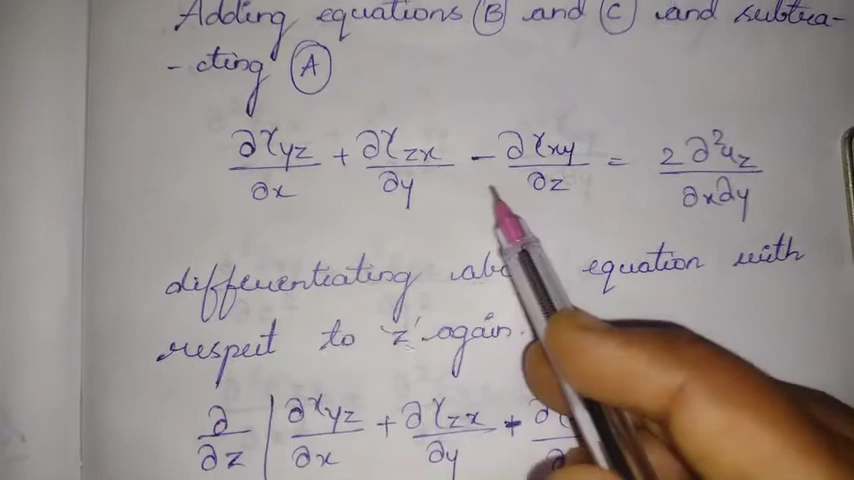 Adding equations (B) and (C) and subtra-
-cting (A)
∂γyz/∂x + ∂γzx/∂y - ∂γxy/∂z = 2∂²uz/∂x∂y
differentiating equation with
respect to 'z' again.
∂/∂z | ∂γyz/∂x + ∂γzx/∂y -